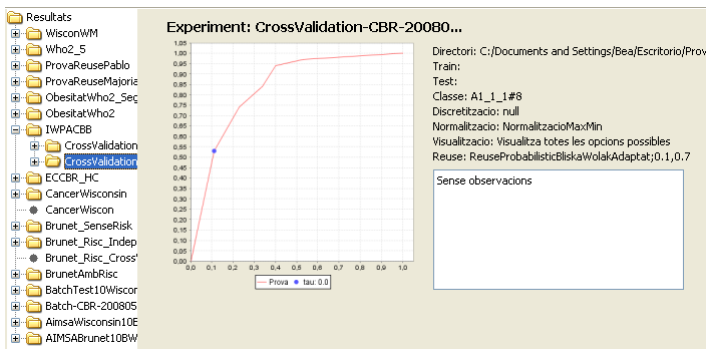 Resultats
WisconWM
Who2_5
ProvaReusePablo
ProvaReuseMajoria
ObesitatWho2_Seg
ObesitatWho2
IWPACBB
CrossValidation
CrossValidation
ECCBR_HC
CancerWisconsin
CancerWiscon
Brunet_SenseRisk
Brunet_Risc_Indep
Brunet_Risc_Cross
BrunetAmbRisc
BatchTest10Wiscor
Batch-CBR-200805
AimsaWisconsin10E
AIMSABrunet10BW
Experiment: CrossValidation-CBR-20080...
1,05
1,00
0,95
0,90
0,85
0,80
0,75
0,70
0,65
0,60
0,55
0,50
0,45
0,40
0,35
0,30
0,25
0,20
0,15
0,10
0,05
0,00
0,0 0,1 0,2 0,3 0,4 0,5 0,6 0,7 0,8 0,9 1,0
Prova tau: 0.0
Directori: C:/Documents and Settings/Bea/Escritorio/Prov
Train:
Test:
Classe: A1_1_1#8
Discretitzacio: null
Normalitzacio: NormalitzacioMaxMin
Visualitzacio: Visualitza totes les opcions possibles
Reuse: ReuseProbabilisticBliskaWolakAdaptat;0.1,0.7
Sense observacions